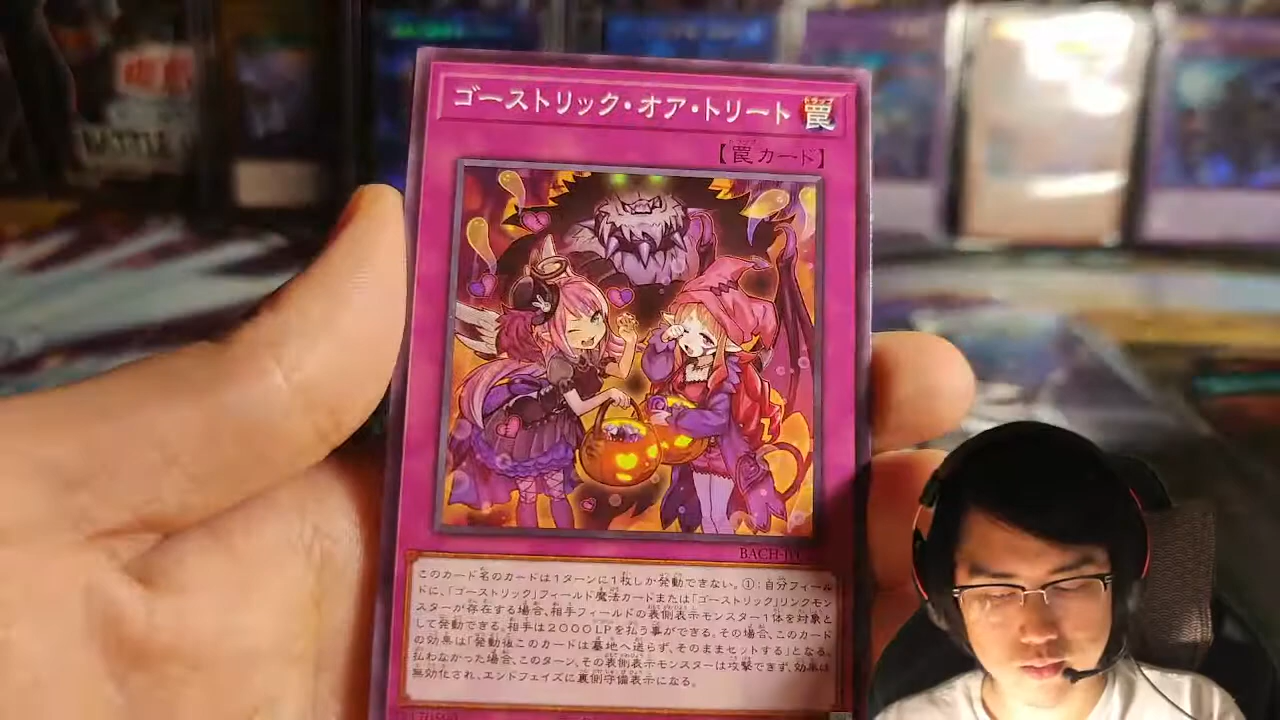 ゴーストリック・オア・トリート 罠
【罠カード】
BACH-J
このカード名のカードは１ターンに１枚しか発動できない。①：自分フィール
ドに、「ゴーストリック」フィールド魔法カードまたは「ゴーストリック」リンクモン
スターが存在する場合、相手フィールドの表側表示モンスター１体を対象と
して発動できる。相手は２０００ＬＰを払う事ができる。その場合、このカード
の効果は「発動後このカードは墓地へ送らず、そのままセットする」となる。
払わなかった場合、このターン、その表側表示モンスターは攻撃できず、効果は
無効化され、エンドフェイズに裏側守備表示になる。
BATTLE